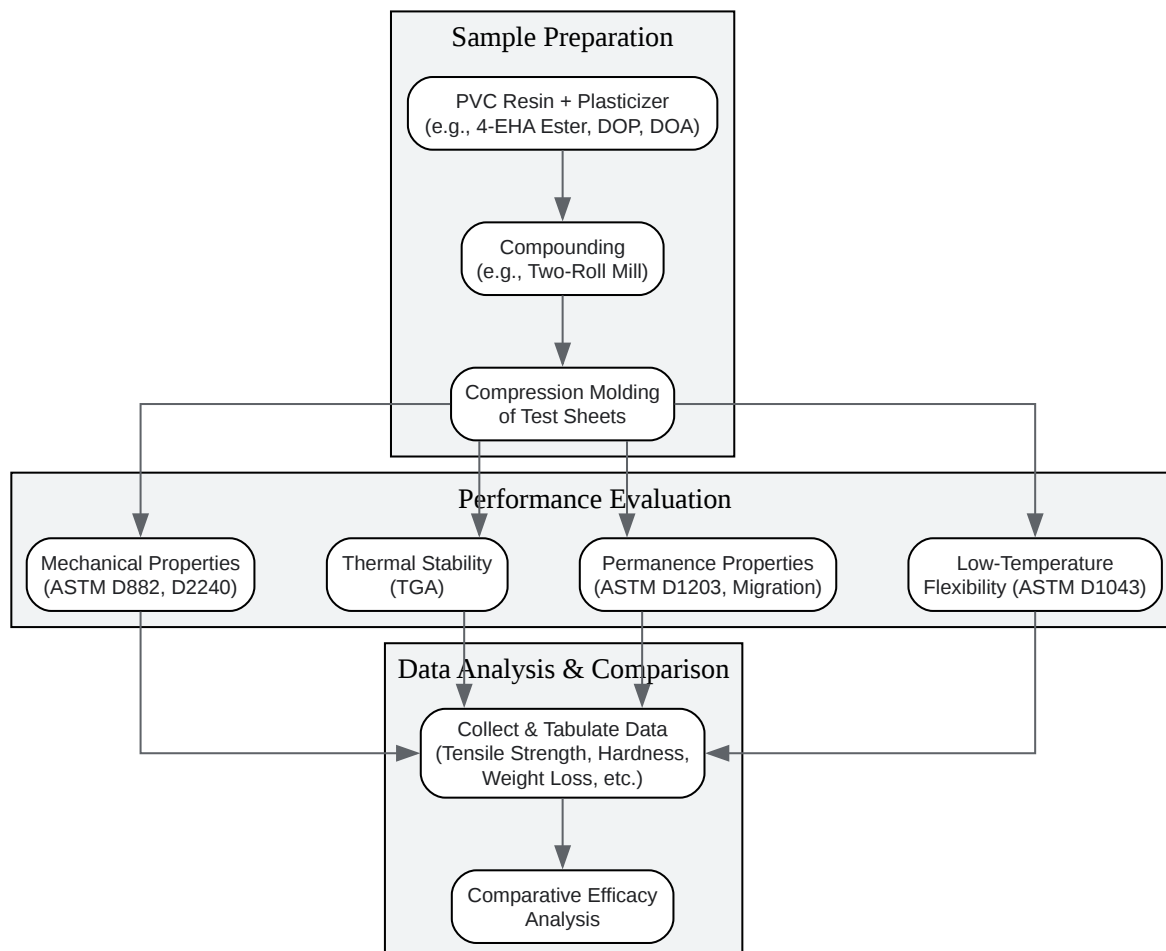 Sample Preparation
PVC Resin + Plasticizer
(e.g., 4-EHA Ester, DOP, DOA)
Compounding
(e.g., Two-Roll Mill)
Compression Molding
of Test Sheets
Performance Evaluation
Mechanical Properties
(ASTM D882, D2240)
Thermal Stability
(TGA)
Permanence Properties
(ASTM D1203, Migration)
Low-Temperature
Flexibility (ASTM D1043)
Data Analysis & Comparison
Collect & Tabulate Data
(Tensile Strength, Hardness,
Weight Loss, etc.)
Comparative Efficacy
Analysis